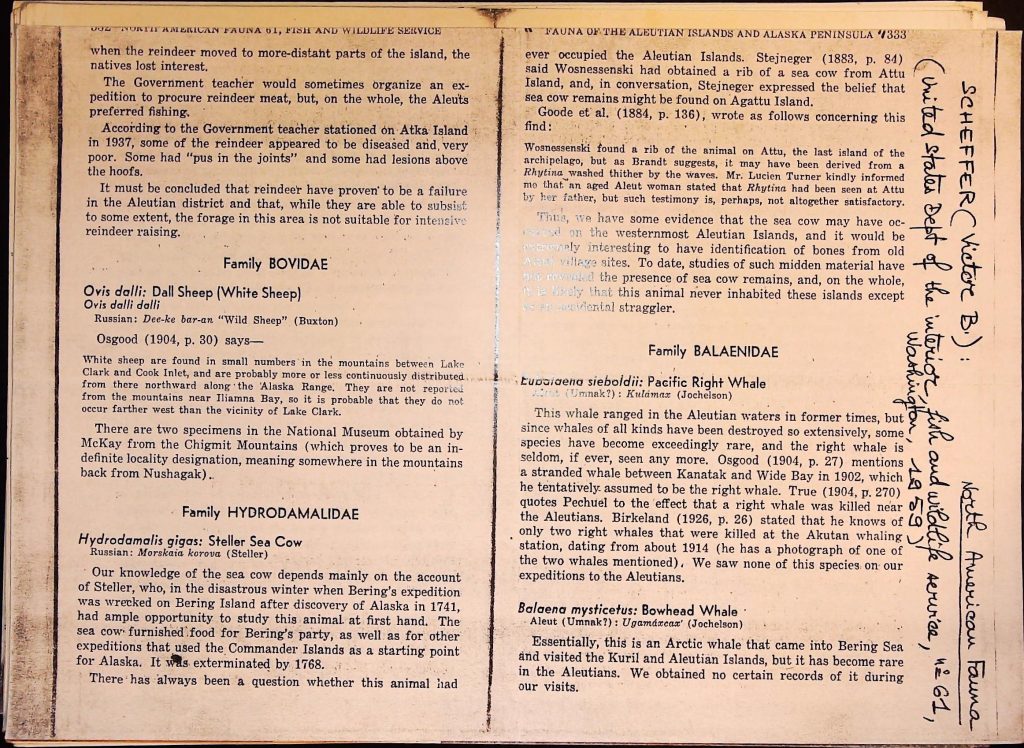 332 NORTH AMERICAN FAUNA 61, FISH AND WILDLIFE SERVICE
when the reindeer moved to more-distant parts of the island, the
natives lost interest.
The Government teacher would sometimes organize an ex-
pedition to procure reindeer meat, but, on the whole, the Aleuts
preferred fishing.
According to the Government teacher stationed on Atka Island
in 1937, some of the reindeer appeared to be diseased and very
poor. Some had "pus in the joints" and some had lesions above
the hoofs.
It must be concluded that reindeer have proven to be a failure
in the Aleutian district and that, while they are able to subsist
to some extent, the forage in this area is not suitable for intensive
reindeer raising.
Family BOVIDAE
Ovis dalli: Dall Sheep (White Sheep)
Ovis dalli dalli
Russian: Dee-ke bar-an "Wild Sheep" (Buxton)
Osgood (1904, p. 30) says—
White sheep are found in small numbers in the mountains between Lake
Clark and Cook Inlet, and are probably more or less continuously distributed
from there northward along the Alaska Range. They are not reported
from the mountains near Iliamna Bay, so it is probable that they do not
occur farther west than the vicinity of Lake Clark.
There are two specimens in the National Museum obtained by
McKay from the Chigmit Mountains (which proves to be an in-
definite locality designation, meaning somewhere in the mountains
back from Nushagak).
Family HYDRODAMALIDAE
Hydrodamalis gigas: Steller Sea Cow
Russian: Morskaia korova (Steller)
Our knowledge of the sea cow depends mainly on the account
of Steller, who, in the disastrous winter when Bering's expedition
was wrecked on Bering Island after discovery of Alaska in 1741,
had ample opportunity to study this animal at first hand. The
sea cow furnished food for Bering's party, as well as for other
expeditions that used the Commander Islands as a starting point
for Alaska. It was exterminated by 1768.
There has always been a question whether this animal had
FAUNA OF THE ALEUTIAN ISLANDS AND ALASKA PENINSULA 333
ever occupied the Aleutian Islands. Stejneger (1883, p. 84)
said Wosnessenski had obtained a rib of a sea cow from Attu
Island, and, in conversation, Stejneger expressed the belief that
sea cow remains might be found on Agattu Island.
Goode et al. (1884, p. 136), wrote as follows concerning this
find:
Wosnessenski found a rib of the animal on Attu, the last island of the
archipelago, but as Brandt suggests, it may have been derived from a
Rhytina washed thither by the waves. Mr. Lucien Turner kindly informed
me that an aged Aleut woman stated that Rhytina had been seen at Attu
by her father, but such testimony is, perhaps, not altogether satisfactory.
Thus, we have some evidence that the sea cow may have oc-
curred on the westernmost Aleutian Islands, and it would be
extremely interesting to have identification of bones from old
Aleut village sites. To date, studies of such midden material have
not revealed the presence of sea cow remains, and, on the whole,
it is likely that this animal never inhabited these islands except
as an accidental straggler.
Family BALAENIDAE
Eubalaena sieboldii: Pacific Right Whale
Aleut (Umnak?): Kulámax (Jochelson)
This whale ranged in the Aleutian waters in former times, but
since whales of all kinds have been destroyed so extensively, some
species have become exceedingly rare, and the right whale is
seldom, if ever, seen any more. Osgood (1904, p. 27) mentions
a stranded whale between Kanatak and Wide Bay in 1902, which
he tentatively assumed to be the right whale. True (1904, p. 270)
quotes Pechuel to the effect that a right whale was killed near
the Aleutians. Birkeland (1926, p. 26) stated that he knows of
only two right whales that were killed at the Akutan whaling
station, dating from about 1914 (he has a photograph of one of
the two whales mentioned). We saw none of this species on our
expeditions to the Aleutians.
Balaena mysticetus: Bowhead Whale
Aleut (Umnak?): Ugamáxcax̂ (Jochelson)
Essentially, this is an Arctic whale that came into Bering Sea
and visited the Kuril and Aleutian Islands, but it has become rare
in the Aleutians. We obtained no certain records of it during
our visits.
SCHEFFER (Victor B.): North American Fauna
(United States Dept of the interior, fish and wildlife service, nº 61,
Washington, 1959)